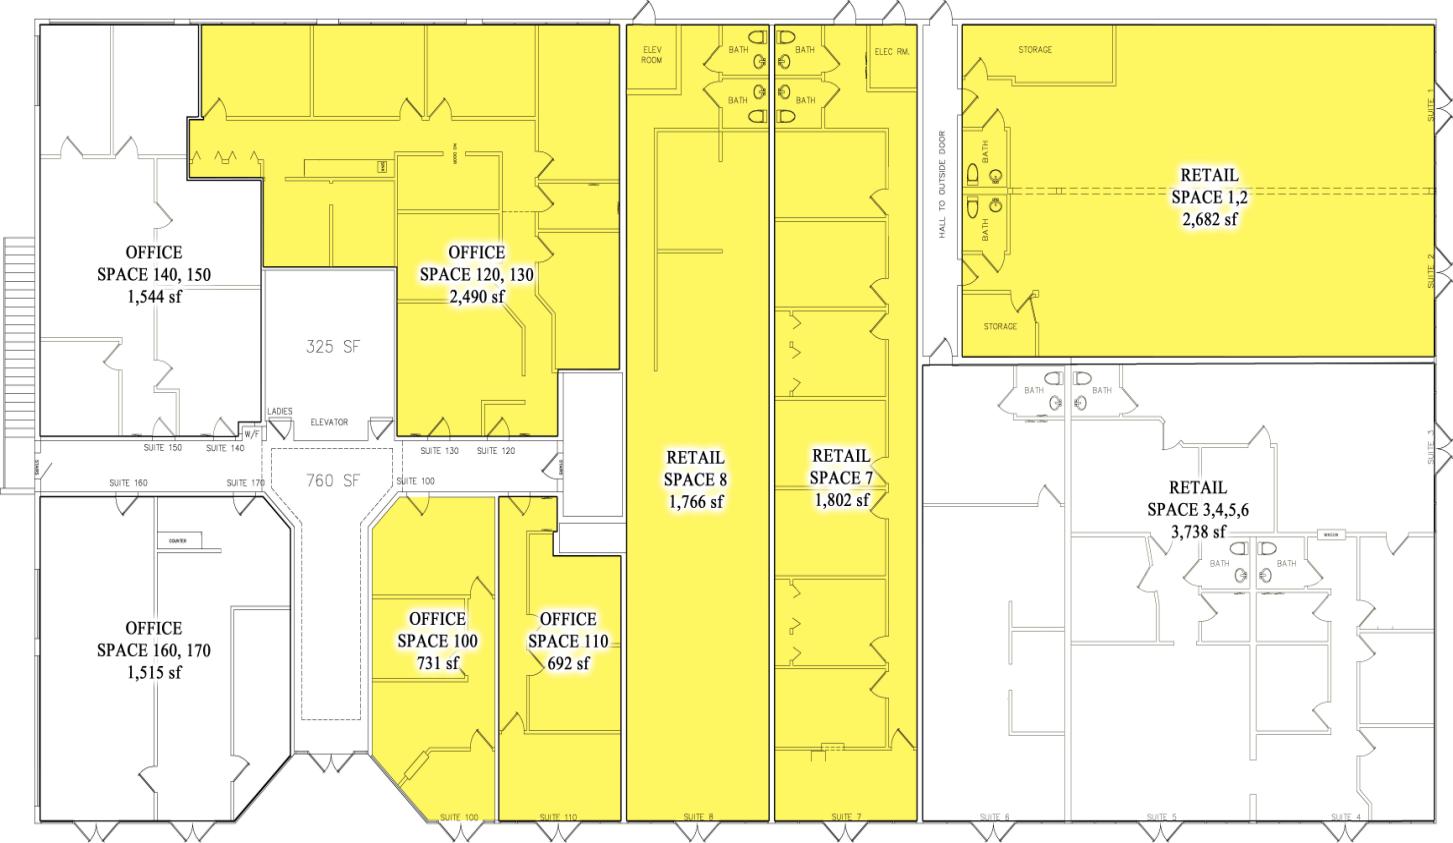 ELEV
ROOM
BATH
BATH
ELEC RM.
STORAGE
BATH
BATH
SUITE 1
NO DOOR
HALL TO OUTSIDE DOOR
BATH
RETAIL
SPACE 1,2
2,682 sf
BATH
OFFICE
SPACE 140, 150
1,544 sf
OFFICE
SPACE 120, 130
2,490 sf
SUITE 2
STORAGE
325 SF
LADIES
ELEVATOR
W/F
BATH
BATH
SUITE 150
SUITE 140
SUITE 130
SUITE 120
SUITE 3
RETAIL
SPACE 8
1,766 sf
RETAIL
SPACE 7
1,802 sf
SUITE 160
SUITE 170
760 SF
SUITE 100
RETAIL
SPACE 3,4,5,6
3,738 sf
COUNTER
BATH
BATH
OFFICE
SPACE 160, 170
1,515 sf
OFFICE
SPACE 100
731 sf
OFFICE
SPACE 110
692 sf
SUITE 100
SUITE 110
SUITE 8
SUITE 7
SUITE 6
SUITE 5
SUITE 4